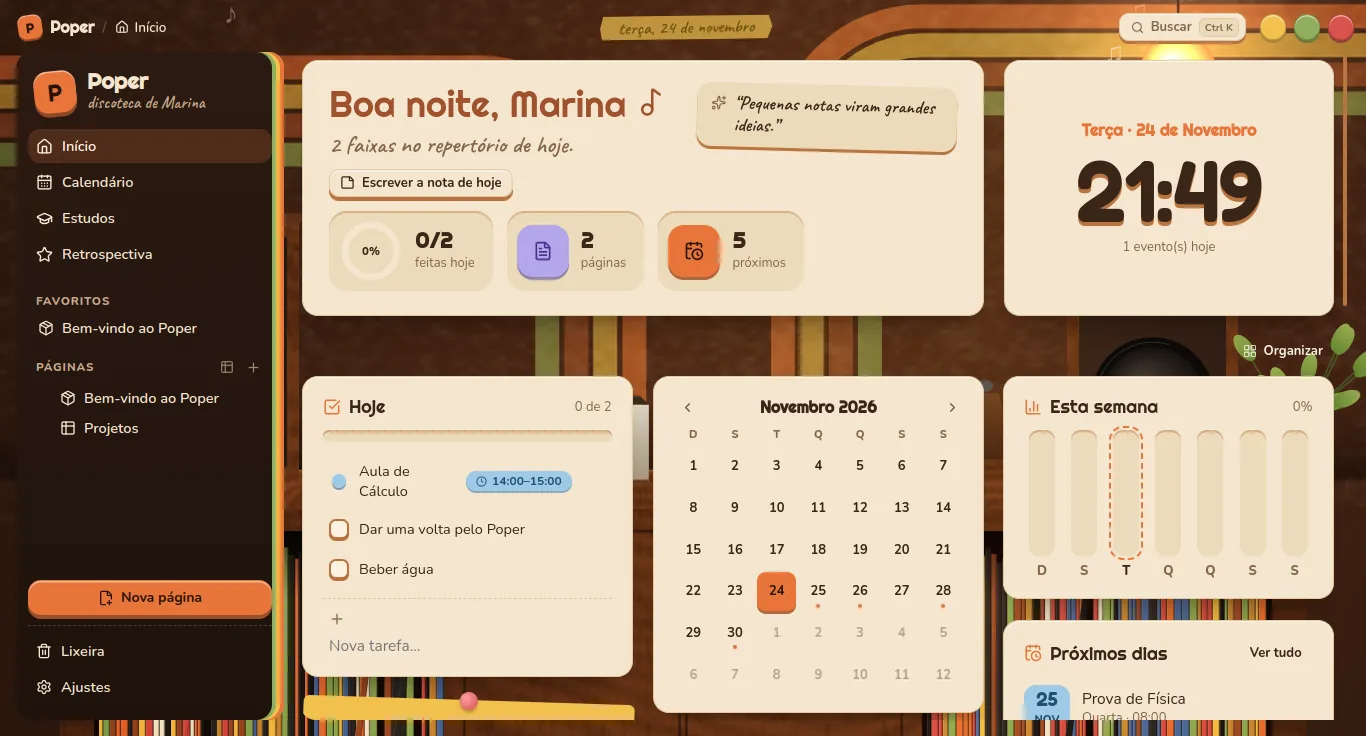 P Poper / Início
terça, 24 de novembro
Buscar Ctrl K
P Poper
discoteca de Marina
Início
Calendário
Estudos
Retrospectiva
FAVORITOS
Bem-vindo ao Poper
PÁGINAS
Bem-vindo ao Poper
Projetos
Nova página
Lixeira
Ajustes
Boa noite, Marina
2 faixas no repertório de hoje.
"Pequenas notas viram grandes
ideias."
Escrever a nota de hoje
0%
0/2
feitas hoje
2
páginas
5
próximos
Terça · 24 de Novembro
21:49
1 evento(s) hoje
Organizar
Hoje 0 de 2
Aula de
Cálculo
14:00–15:00
Dar uma volta pelo Poper
Beber água
Nova tarefa...
Novembro 2026
D S T Q Q S S
1 2 3 4 5 6 7
8 9 10 11 12 13 14
15 16 17 18 19 20 21
22 23 24 25 26 27 28
29 30 1 2 3 4 5
6 7 8 9 10 11 12
Esta semana 0%
D S T Q Q S S
Próximos dias Ver tudo
25
NOV
Prova de Física
Quarta · 08:00